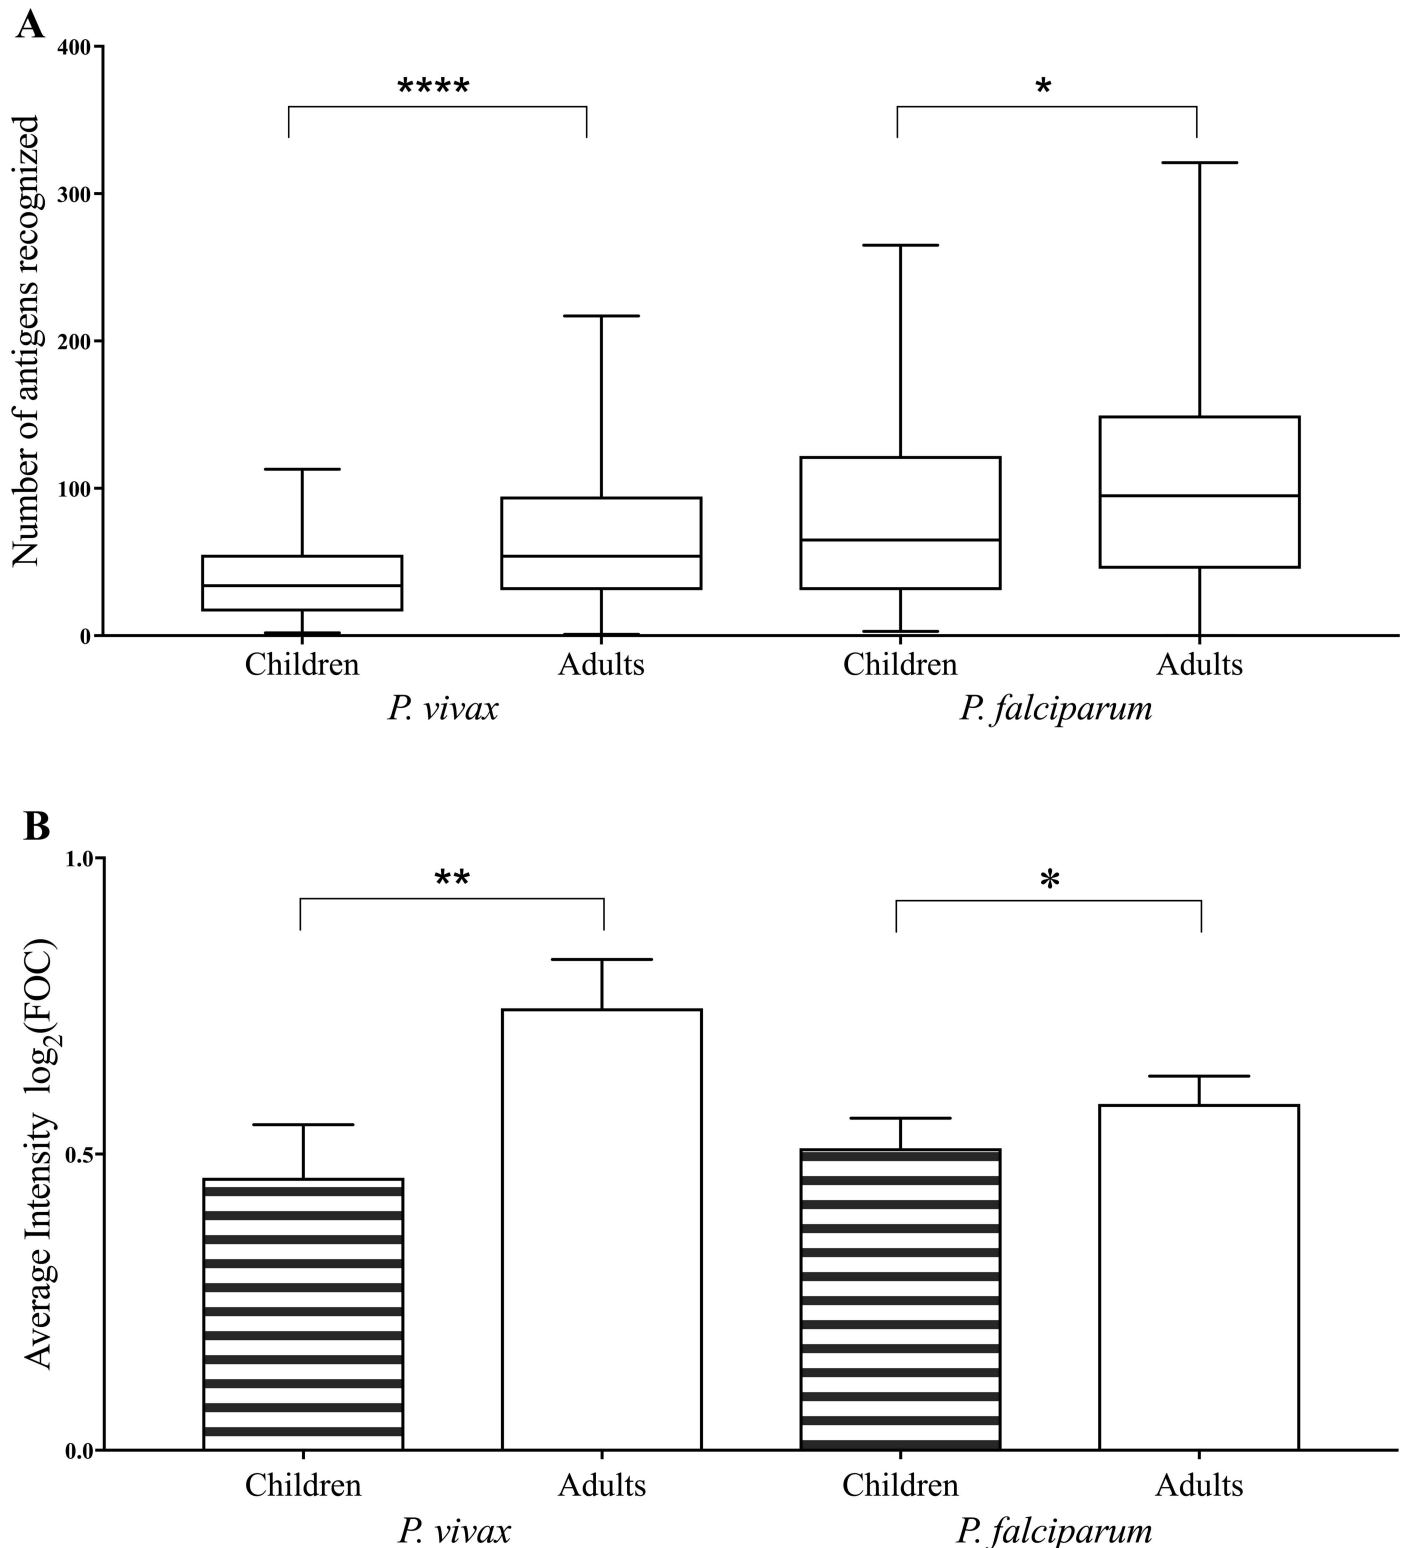 A
400
300
200
100
0
Number of antigens recognized
****
*
Children Adults Children Adults
P. vivax P. falciparum
B
1.0
0.5
0.0
Average Intensity log₂(FOC)
**
*
Children Adults Children Adults
P. vivax P. falciparum